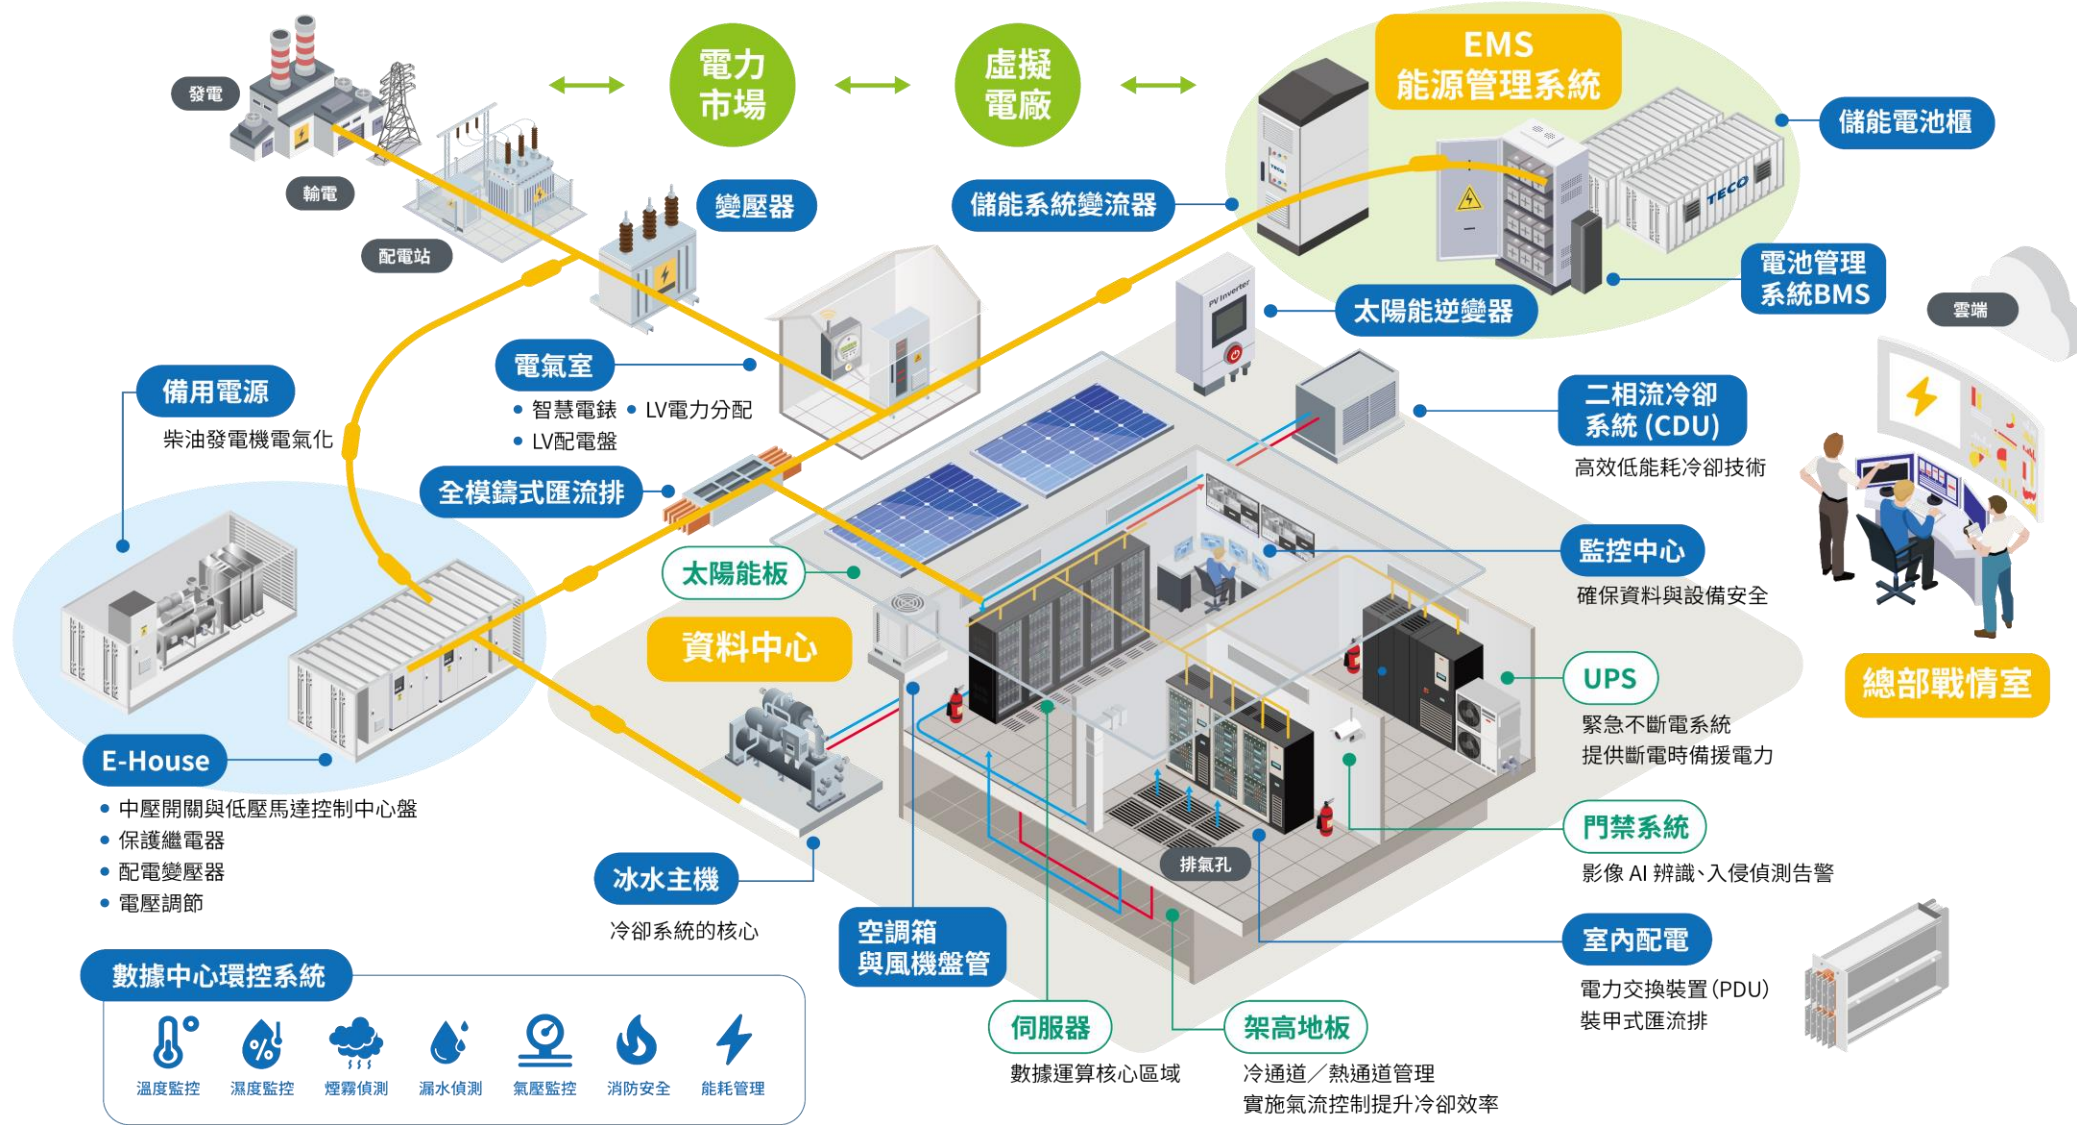 發電
輸電
配電站
電力
市場
虛擬
電廠
EMS
能源管理系統
儲能電池櫃
TECO
TECO
變壓器
儲能系統變流器
電池管理
系統BMS
雲端
PV Inverter
太陽能逆變器
電氣室
• 智慧電錶 • LV電力分配
• LV配電盤
備用電源
柴油發電機電氣化
全模鑄式匯流排
二相流冷卻
系統 (CDU)
高效低能耗冷卻技術
監控中心
確保資料與設備安全
太陽能板
資料中心
UPS
緊急不斷電系統
提供斷電時備援電力
總部戰情室
E-House
• 中壓開關與低壓馬達控制中心盤
• 保護繼電器
• 配電變壓器
• 電壓調節
門禁系統
影像 AI 辨識、入侵偵測告警
排氣孔
冰水主機
冷卻系統的核心
空調箱
與風機盤管
室內配電
電力交換裝置(PDU)
裝甲式匯流排
伺服器
數據運算核心區域
架高地板
冷通道／熱通道管理
實施氣流控制提升冷卻效率
數據中心環控系統
%
溫度監控
濕度監控
煙霧偵測
漏水偵測
氣壓監控
消防安全
能耗管理